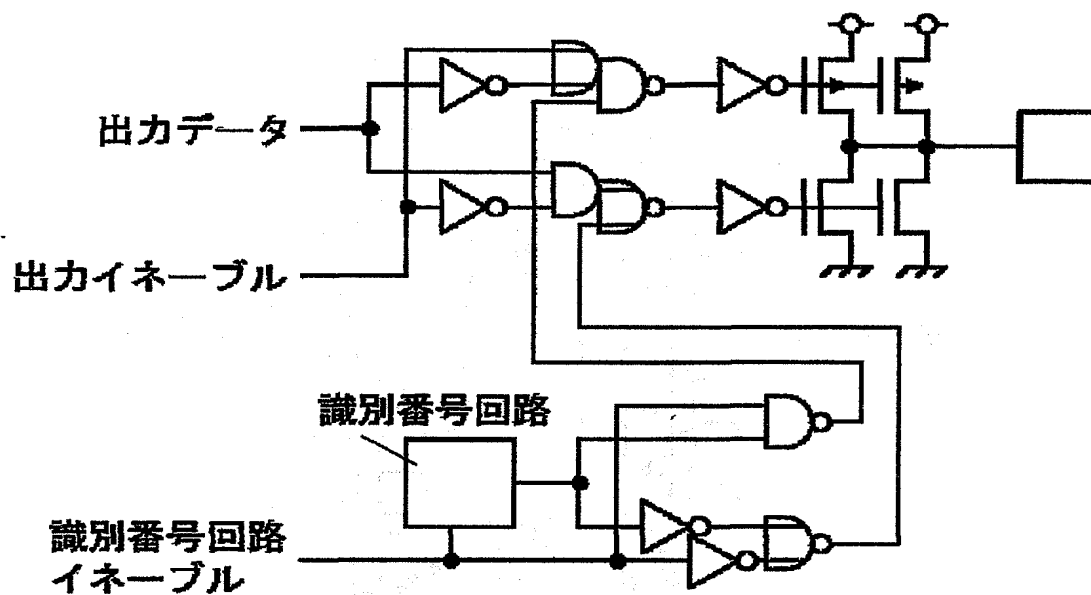 出力データ
出力イネーブル
識別番号回路
識別番号回路
イネーブル